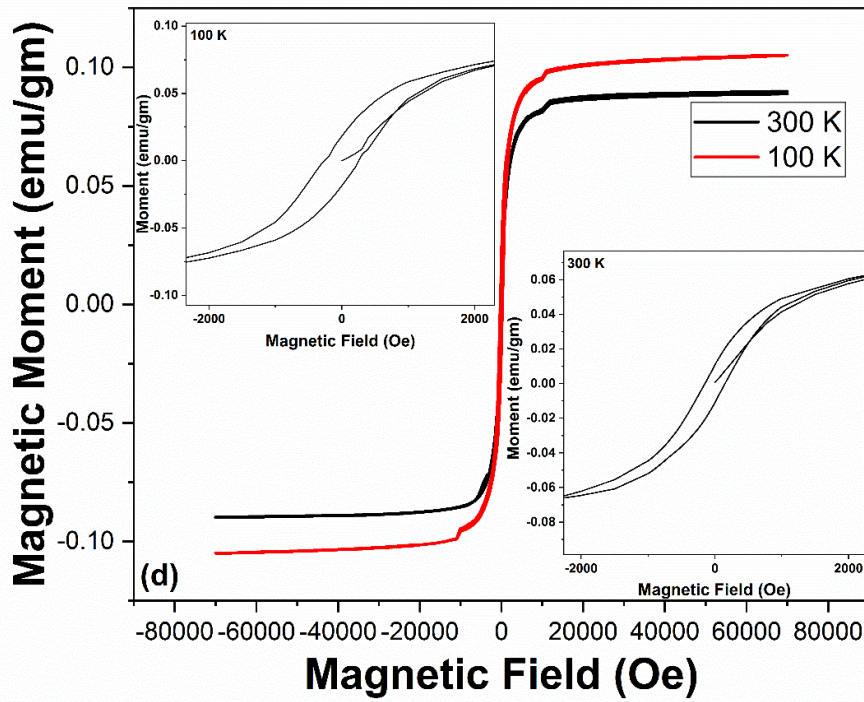 Magnetic Moment (emu/gm)
0.10
0.05
0.00
-0.05
-0.10
100 K
Moment (emu/gm)
0.10
0.05
0.00
-0.05
-0.10
-2000
0
2000
Magnetic Field (Oe)
300 K
100 K
300 K
Moment (emu/gm)
0.06
0.04
0.02
0.00
-0.02
-0.04
-0.06
-0.08
-2000
0
2000
Magnetic Field (Oe)
(d)
-80000 -60000 -40000 -20000 0 20000 40000 60000 80000
Magnetic Field (Oe)